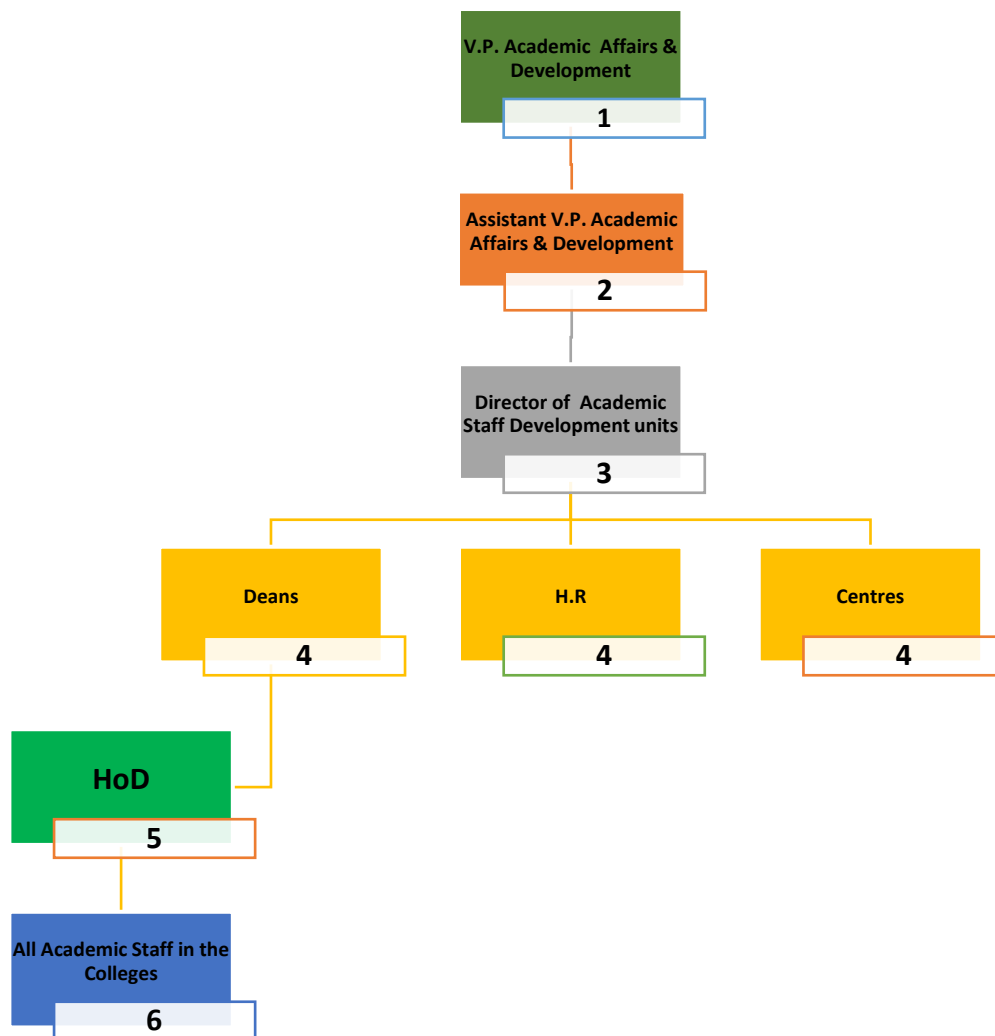 V.P. Academic Affairs &
Development
1
Assistant V.P. Academic
Affairs & Development
2
Director of Academic
Staff Development units
3
Deans
4
H.R
4
Centres
4
HoD
5
All Academic Staff in the
Colleges
6